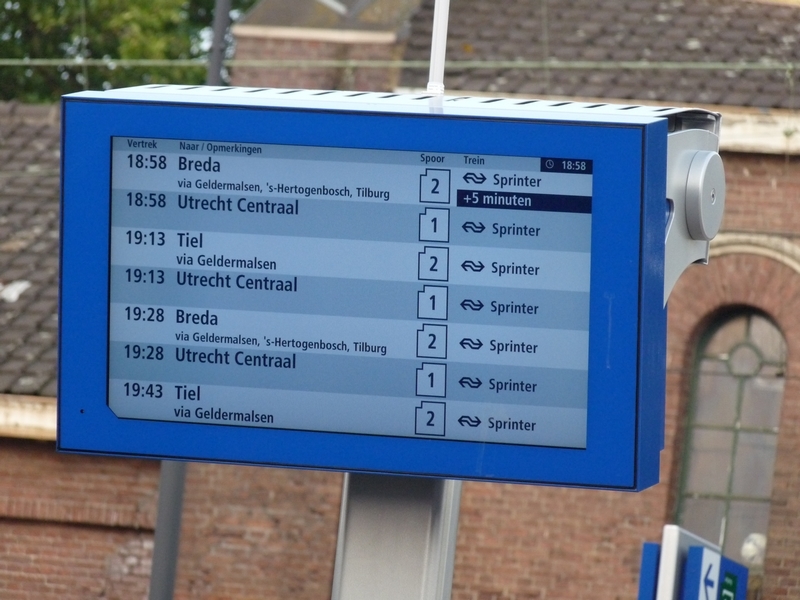 Vertrek Naar / Opmerkingen Spoor Trein 18:58
18:58 Breda 2 Sprinter
via Geldermalsen, 's-Hertogenbosch, Tilburg +5 minuten
18:58 Utrecht Centraal 1 Sprinter
19:13 Tiel 2 Sprinter
via Geldermalsen
19:13 Utrecht Centraal 1 Sprinter
19:28 Breda 2 Sprinter
via Geldermalsen, 's-Hertogenbosch, Tilburg
19:28 Utrecht Centraal 1 Sprinter
19:43 Tiel 2 Sprinter
via Geldermalsen